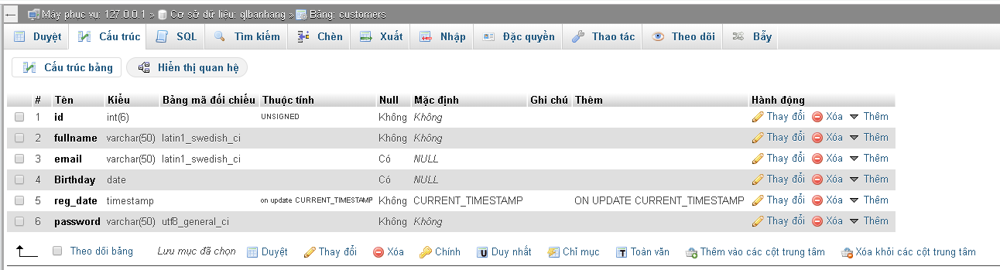 Máy phục vụ: 127.0.0.1 » Cơ sở dữ liệu: qlbanhang » Bảng: customers
Duyệt Cấu trúc SQL Tìm kiếm Chèn Xuất Nhập Đặc quyền Thao tác Theo dõi Bẫy
Cấu trúc bảng Hiển thị quan hệ
# Tên Kiểu Bảng mã đối chiếu Thuộc tính Null Mặc định Ghi chú Thêm Hành động
1 id int(6) UNSIGNED Không Không Thay đổi Xóa Thêm
2 fullname varchar(50) latin1_swedish_ci Không Không Thay đổi Xóa Thêm
3 email varchar(50) latin1_swedish_ci Có NULL Thay đổi Xóa Thêm
4 Birthday date Có NULL Thay đổi Xóa Thêm
5 reg_date timestamp on update CURRENT_TIMESTAMP Không CURRENT_TIMESTAMP ON UPDATE CURRENT_TIMESTAMP Thay đổi Xóa Thêm
6 password varchar(50) utf8_general_ci Không Không Thay đổi Xóa Thêm
Theo dõi bảng Lưu mục đã chọn Duyệt Thay đổi Xóa Chính Duy nhất Chỉ mục Toàn văn Thêm vào các cột trung tâm Xóa khỏi các cột trung tâm